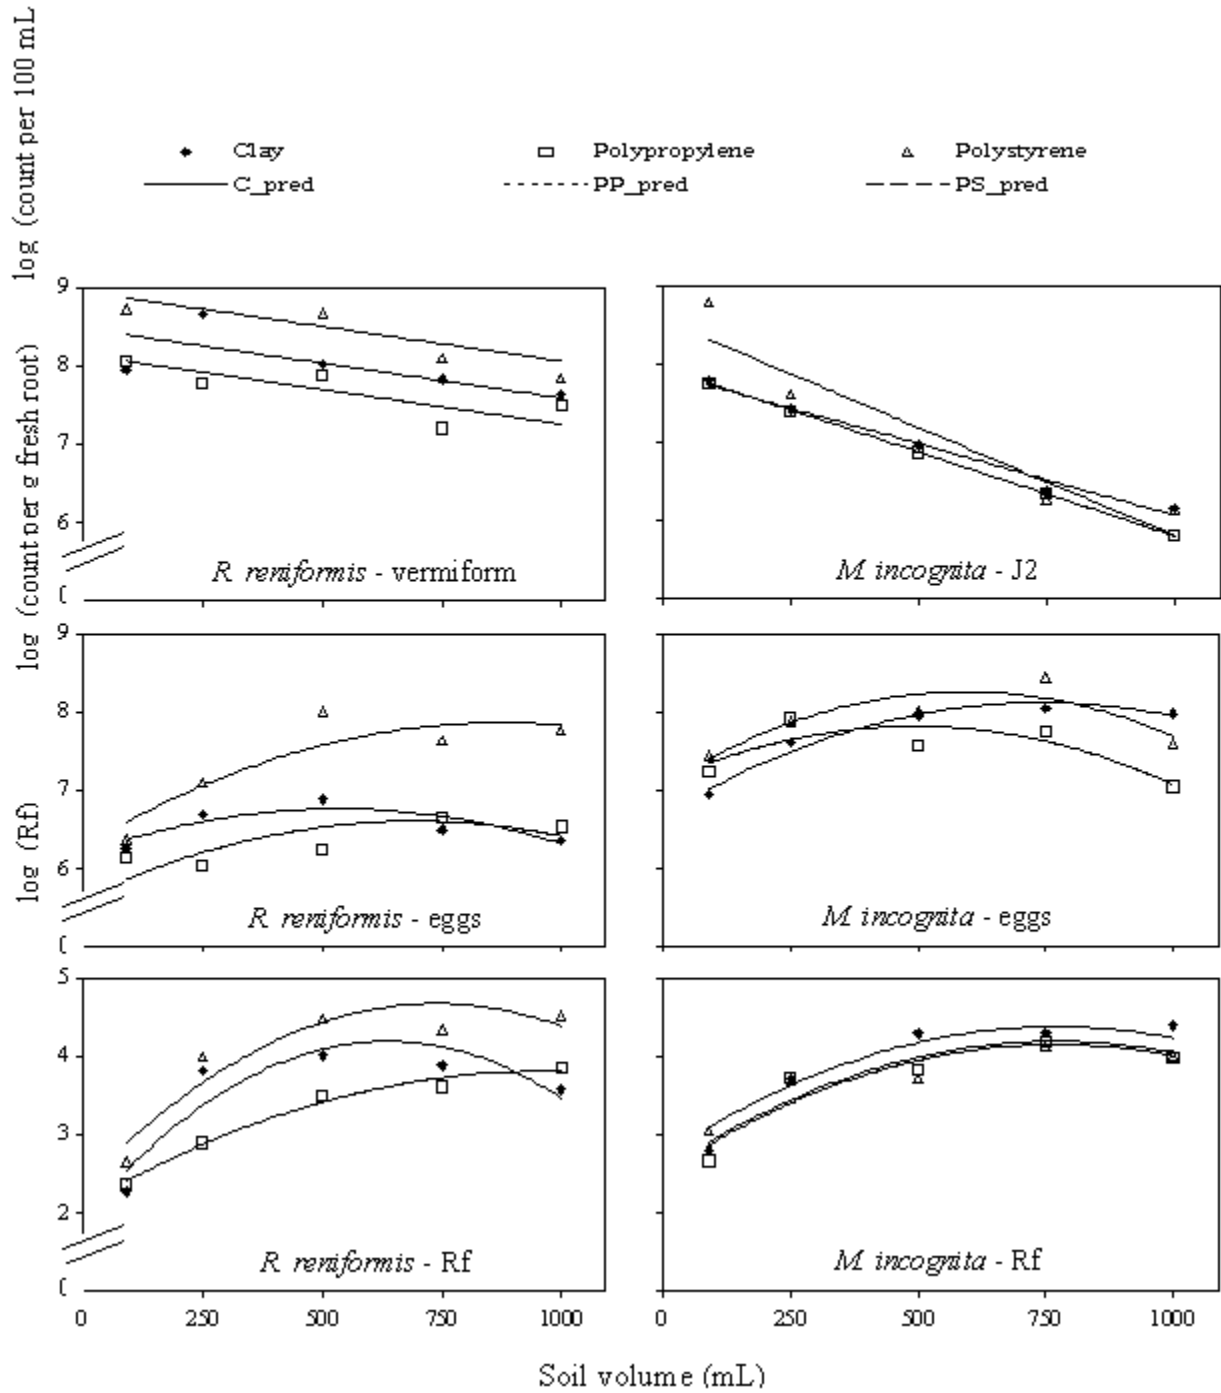 log (count per 100 mL
Clay
Polypropylene
Polystyrene
C_pred
PP_pred
PS_pred
log (count per g fresh root)
9
8
7
6
R. reniformis - vermiform
M. incognita - J2
9
8
7
6
R. reniformis - eggs
M. incognita - eggs
log (Rf)
5
4
3
2
R. reniformis - Rf
M. incognita - Rf
0 250 500 750 1000
0 250 500 750 1000
Soil volume (mL)